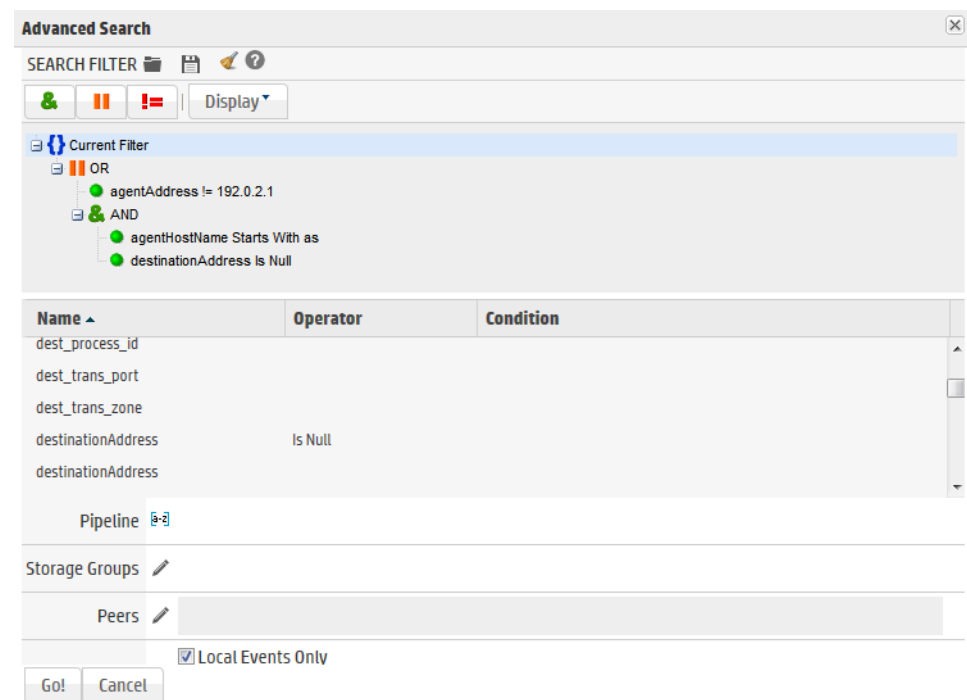 Advanced Search
SEARCH FILTER ?
& != | Display
{} Current Filter
OR
agentAddress != 192.0.2.1
& AND
agentHostName Starts With as
destinationAddress Is Null
Name Operator Condition
dest_process_id
dest_trans_port
dest_trans_zone
destinationAddress Is Null
destinationAddress
Pipeline [a-z]
Storage Groups
Peers
Local Events Only
Go! Cancel